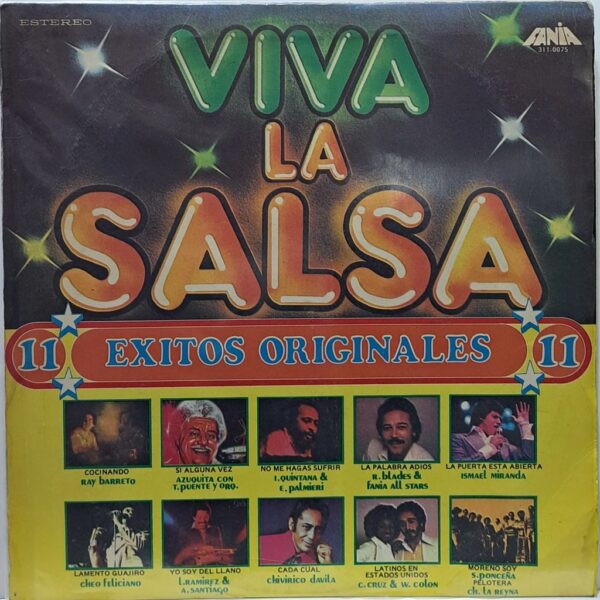 ESTEREO
FANIA
311-0075
VIVA
LA
SALSA
11 EXITOS ORIGINALES 11
COCINANDO
RAY BARRETO
SI ALGUNA VEZ
AZUQUITA CON
T. PUENTE Y ORQ.
NO ME HAGAS SUFRIR
I. QUINTANA &
E. PALMIERI
LA PALABRA ADIOS
R. blades &
FANIA ALL STARS
LA PUERTA ESTA ABIERTA
ISMAEL MIRANDA
LAMENTO GUAJIRO
cheo feliciano
YO SOY DEL LLANO
L. RAMIREZ &
A. SANTIAGO
CADA CUAL
chivirico davila
LATINOS EN
ESTADOS UNIDOS
C. CRUZ & W. COLON
MORENO SOY
S. PONCEÑA
PELOTERA
ch. LA REYNA